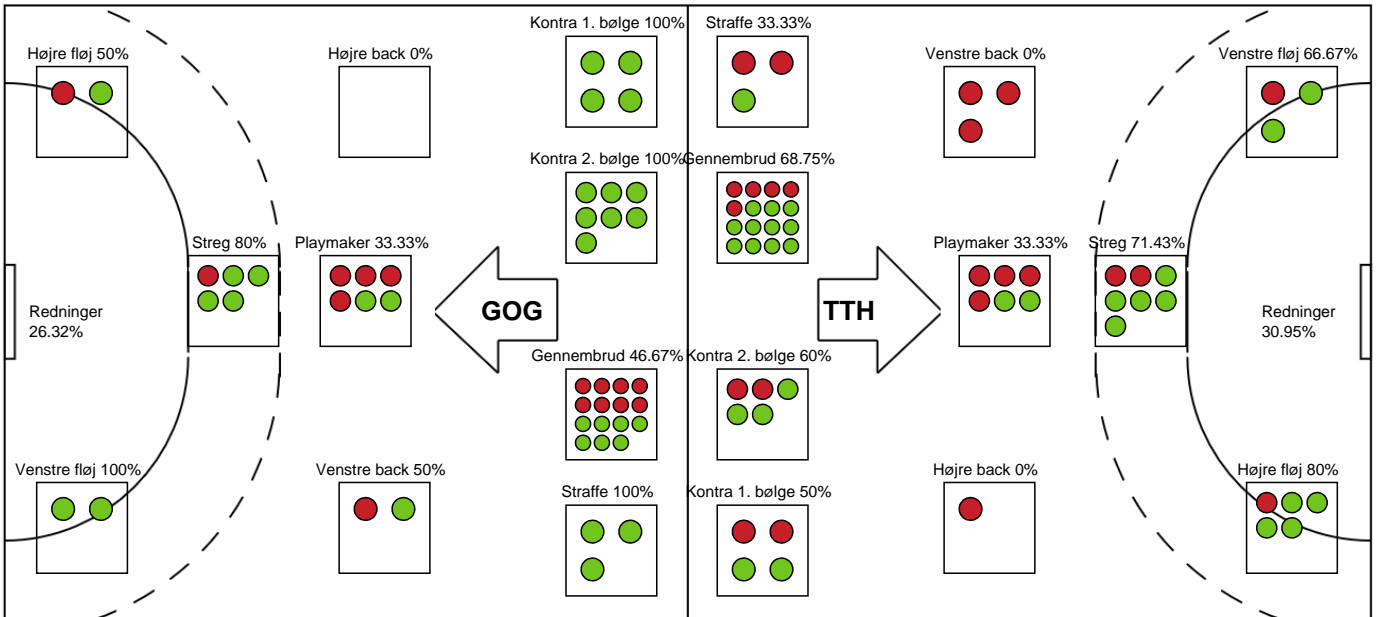 Kontra 1. bølge 100%
Straffe 33.33%
Højre fløj 50%
Højre back 0%
Venstre back 0%
Venstre fløj 66.67%
Kontra 2. bølge 100%
Gennembrud 68.75%
Streg 80%
Playmaker 33.33%
Playmaker 33.33%
Streg 71.43%
Redninger
26.32%
GOG
TTH
Redninger
30.95%
Gennembrud 46.67%
Kontra 2. bølge 60%
Venstre fløj 100%
Venstre back 50%
Højre back 0%
Højre fløj 80%
Straffe 100%
Kontra 1. bølge 50%